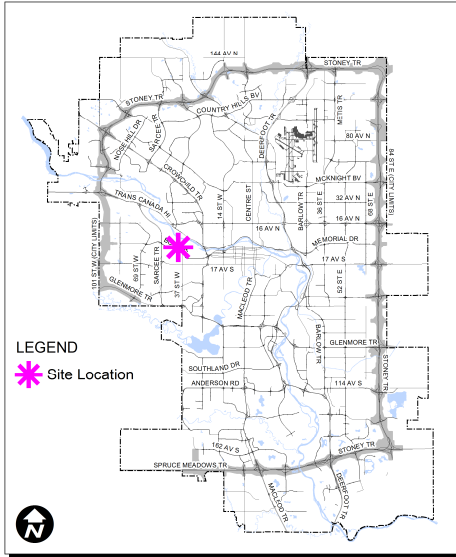 144 AV N
STONEY TR
STONEY TR
COUNTRY HILLS BV
METIS TR
NOSE HILL DR
SARCEE TR
DEERFOOT TR
80 AV N
CROWCHILD TR
MCKNIGHT BV
84 ST E (CITY LIMITS)
TRANS CANADA HI
14 ST W
CENTRE ST
BARLOW TR
36 ST E
32 AV N
68 ST E
16 AV N
16 AV N
MEMORIAL DR
101 ST W (CITY LIMITS)
69 ST W
SARCEE TR
17 AV S
17 AV S
37 ST W
52 ST E
GLENMORE TR
MACLEOD TR
BARLOW TR
GLENMORE TR
LEGEND
Site Location
SOUTHLAND DR
ANDERSON RD
114 AV S
STONEY TR
162 AV S
STONEY TR
SPRUCE MEADOWS TR
MACLEOD TR
DEERFOOT TR
N